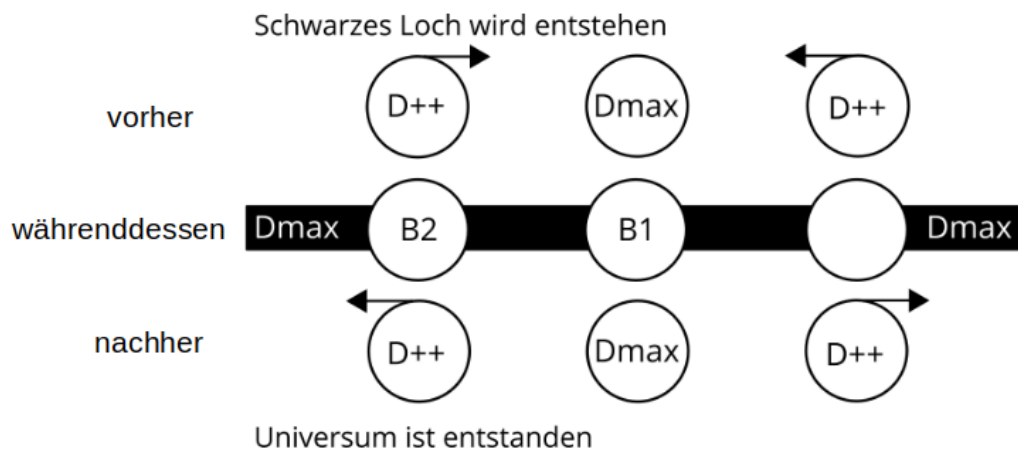 Schwarzes Loch wird entstehen
vorher D++ Dmax D++
währenddessen Dmax B2 B1 Dmax
nachher D++ Dmax D++
Universum ist entstanden